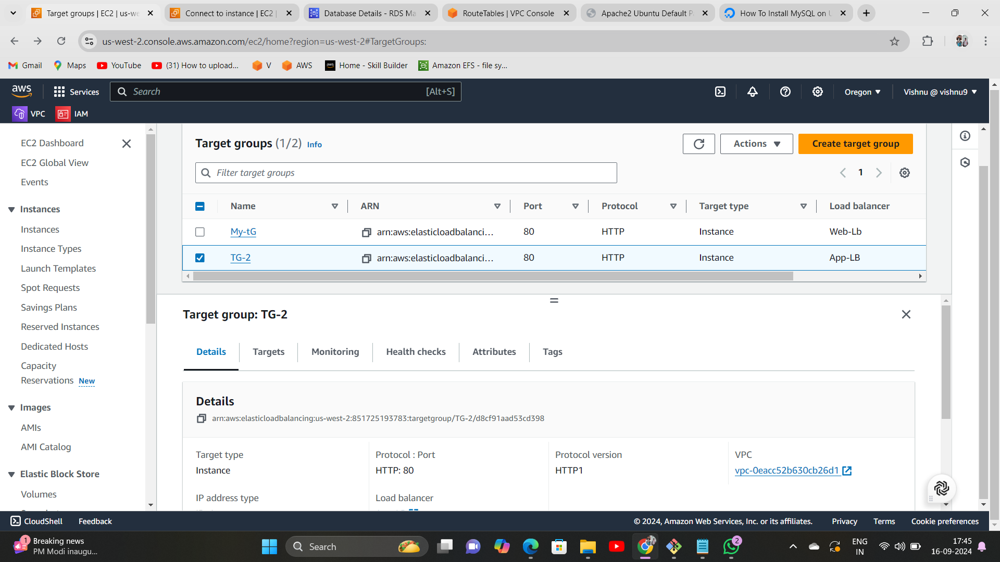 Target groups | EC2 | us-we
Connect to instance | EC2 |
Database Details - RDS Ma
RouteTables | VPC Console
Apache2 Ubuntu Default P
How To Install MySQL on U
us-west-2.console.aws.amazon.com/ec2/home?region=us-west-2#TargetGroups:
Gmail
Maps
YouTube
(31) How to upload...
V
AWS
Home - Skill Builder
Amazon EFS - file sy...
aws
Services
Search
[Alt+S]
Oregon
Vishnu @ vishnu9
VPC
IAM
EC2 Dashboard
EC2 Global View
Events
Instances
Instances
Instance Types
Launch Templates
Spot Requests
Savings Plans
Reserved Instances
Dedicated Hosts
Capacity
Reservations New
Images
AMIs
AMI Catalog
Elastic Block Store
Volumes
Target groups (1/2) Info
Actions
Create target group
Filter target groups
1
Name ARN Port Protocol Target type Load balancer
My-tG arn:aws:elasticloadbalanci... 80 HTTP Instance Web-Lb
TG-2 arn:aws:elasticloadbalanci... 80 HTTP Instance App-LB
Target group: TG-2
Details Targets Monitoring Health checks Attributes Tags
Details
arn:aws:elasticloadbalancing:us-west-2:851725193783:targetgroup/TG-2/d8cf91aad53cd398
Target type
Instance
Protocol : Port
HTTP: 80
Protocol version
HTTP1
VPC
vpc-0eacc52b630cb26d1
IP address type
Load balancer
CloudShell
Feedback
© 2024, Amazon Web Services, Inc. or its affiliates.
Privacy
Terms
Cookie preferences
1
Breaking news
PM Modi inaugu...
Search
2
ENG
IN
17:45
16-09-2024